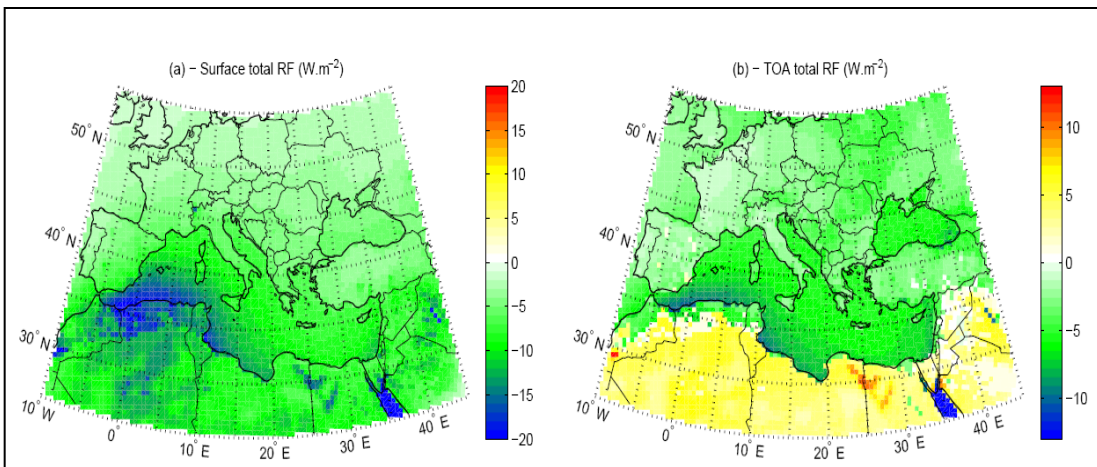 (a) − Surface total RF (W.m−2)
50° N
40° N
30° N
10° W
0°
10° E
20° E
30° E
40° E
20
15
10
5
0
−5
−10
−15
−20
(b) − TOA total RF (W.m−2)
50° N
40° N
30° N
10° W
0°
10° E
20° E
30° E
40° E
10
5
0
−5
−10